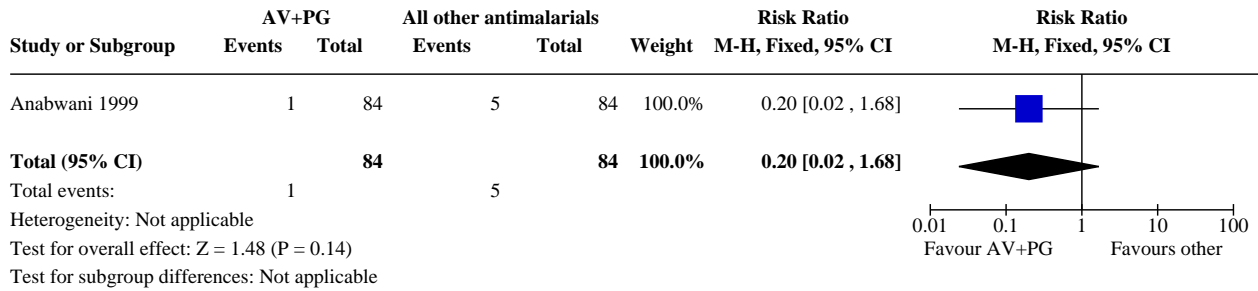 AV+PG All other antimalarials Risk Ratio Risk Ratio
Study or Subgroup Events Total Events Total Weight M-H, Fixed, 95% CI M-H, Fixed, 95% CI
Anabwani 1999 1 84 5 84 100.0% 0.20 [0.02 , 1.68]
Total (95% CI) 84 84 100.0% 0.20 [0.02 , 1.68]
Total events: 1 5
Heterogeneity: Not applicable
0.01 0.1 1 10 100
Test for overall effect: Z = 1.48 (P = 0.14)
Favour AV+PG Favours other
Test for subgroup differences: Not applicable